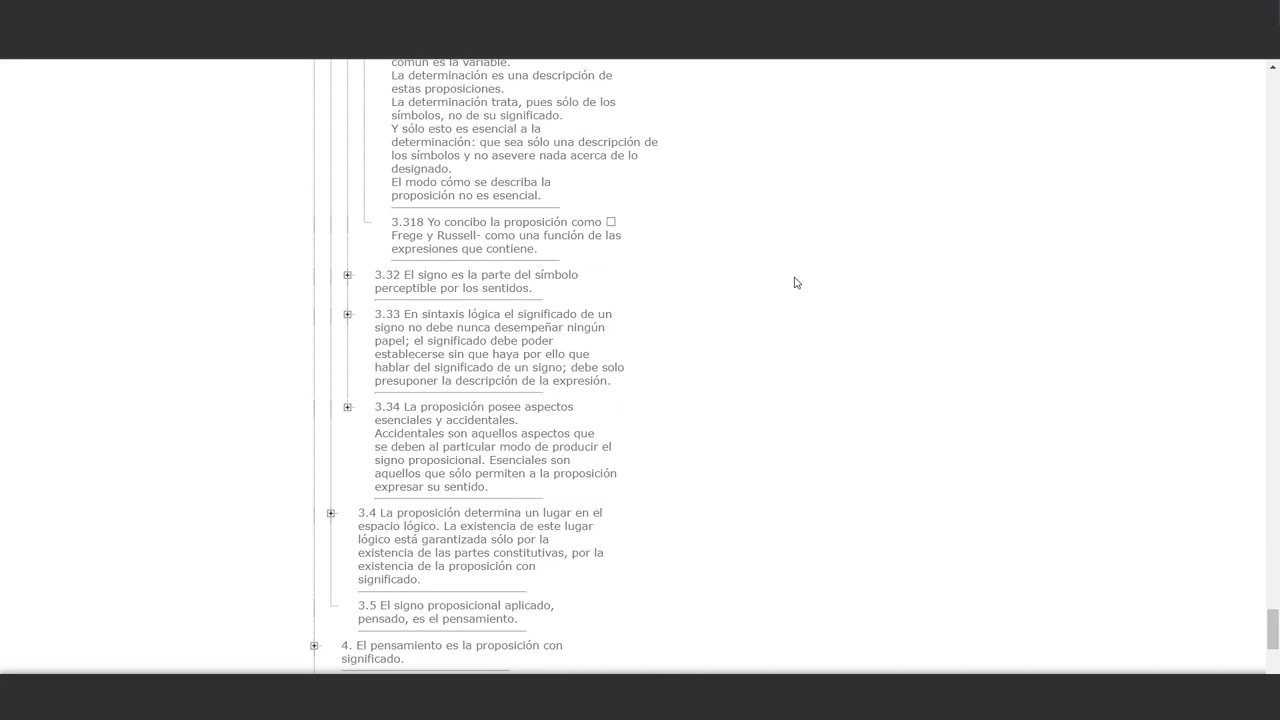 común es la variable.
La determinación es una descripción de
estas proposiciones.
La determinación trata, pues sólo de los
símbolos, no de su significado.
Y sólo esto es esencial a la
determinación: que sea sólo una descripción de
los símbolos y no asevere nada acerca de lo
designado.
El modo cómo se describa la
proposición no es esencial.
3.318 Yo concibo la proposición como □
Frege y Russell- como una función de las
expresiones que contiene.
3.32 El signo es la parte del símbolo
perceptible por los sentidos.
3.33 En sintaxis lógica el significado de un
signo no debe nunca desempeñar ningún
papel; el significado debe poder
establecerse sin que haya por ello que
hablar del significado de un signo; debe solo
presuponer la descripción de la expresión.
3.34 La proposición posee aspectos
esenciales y accidentales.
Accidentales son aquellos aspectos que
se deben al particular modo de producir el
signo proposicional. Esenciales son
aquellos que sólo permiten a la proposición
expresar su sentido.
3.4 La proposición determina un lugar en el
espacio lógico. La existencia de este lugar
lógico está garantizada sólo por la
existencia de las partes constitutivas, por la
existencia de la proposición con
significado.
3.5 El signo proposicional aplicado,
pensado, es el pensamiento.
4. El pensamiento es la proposición con
significado.